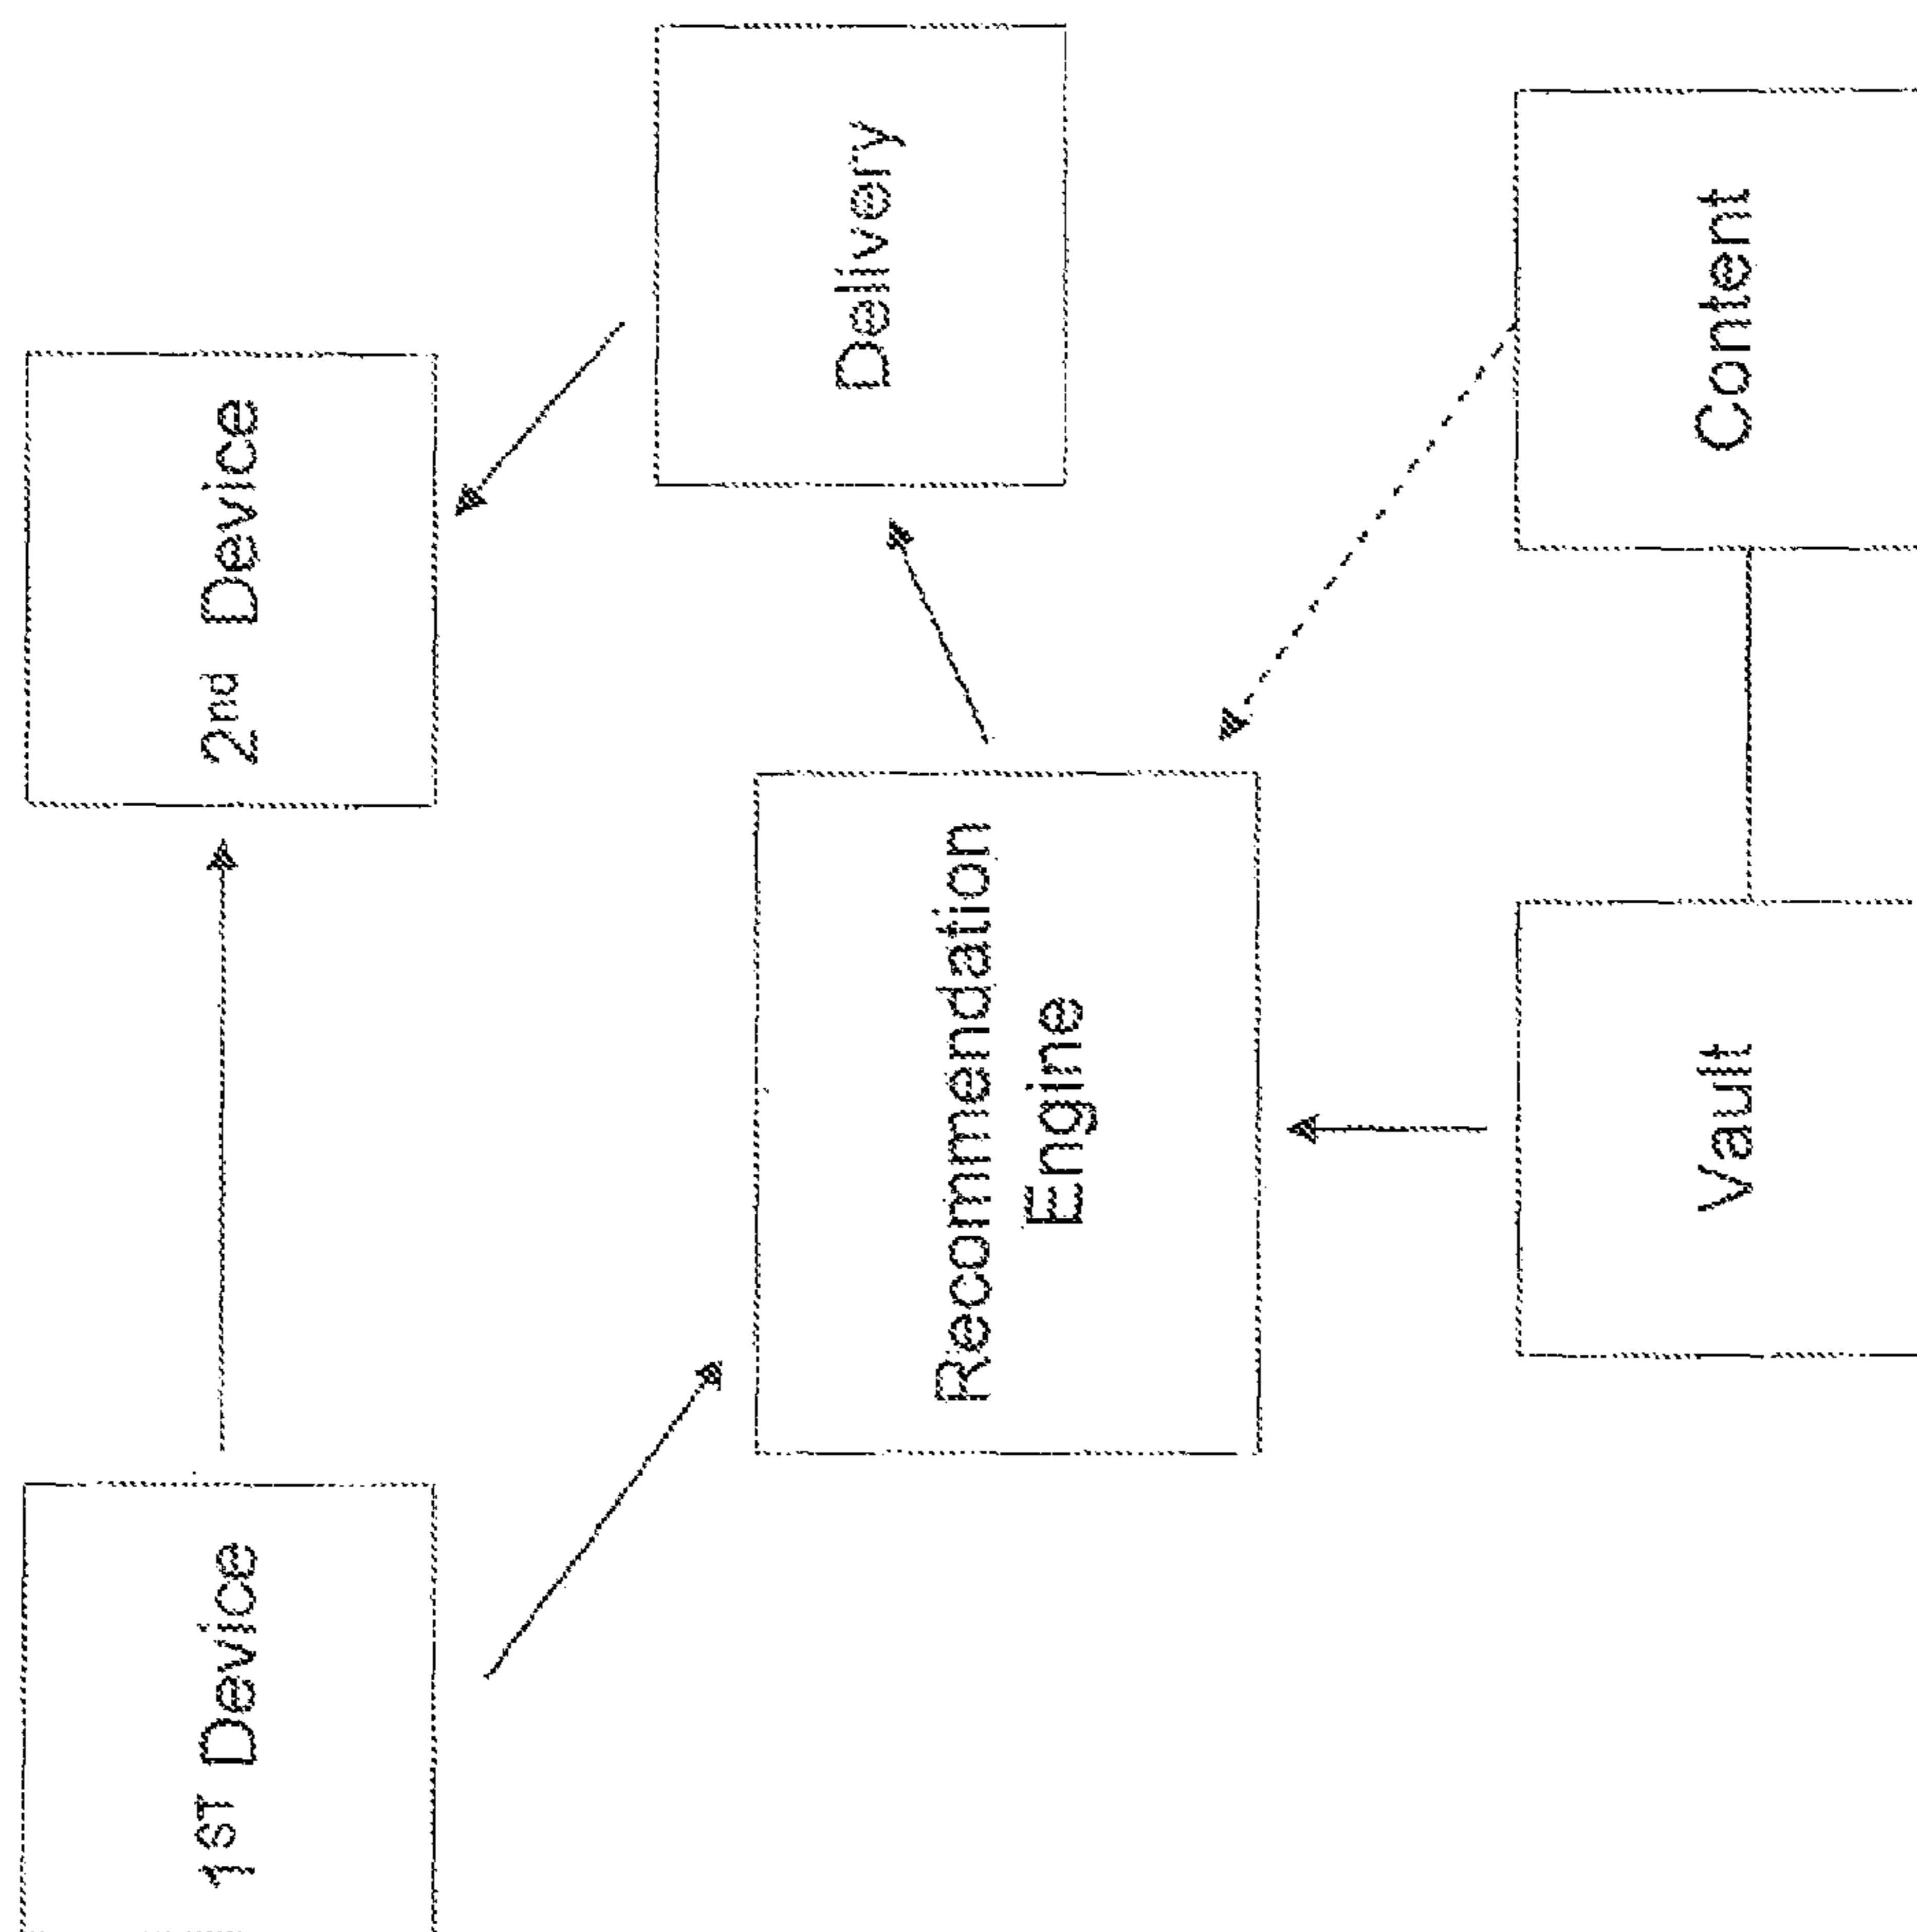 1ST Device
2nd Device
Recommendation
Engine
Delivery
Vault
Content